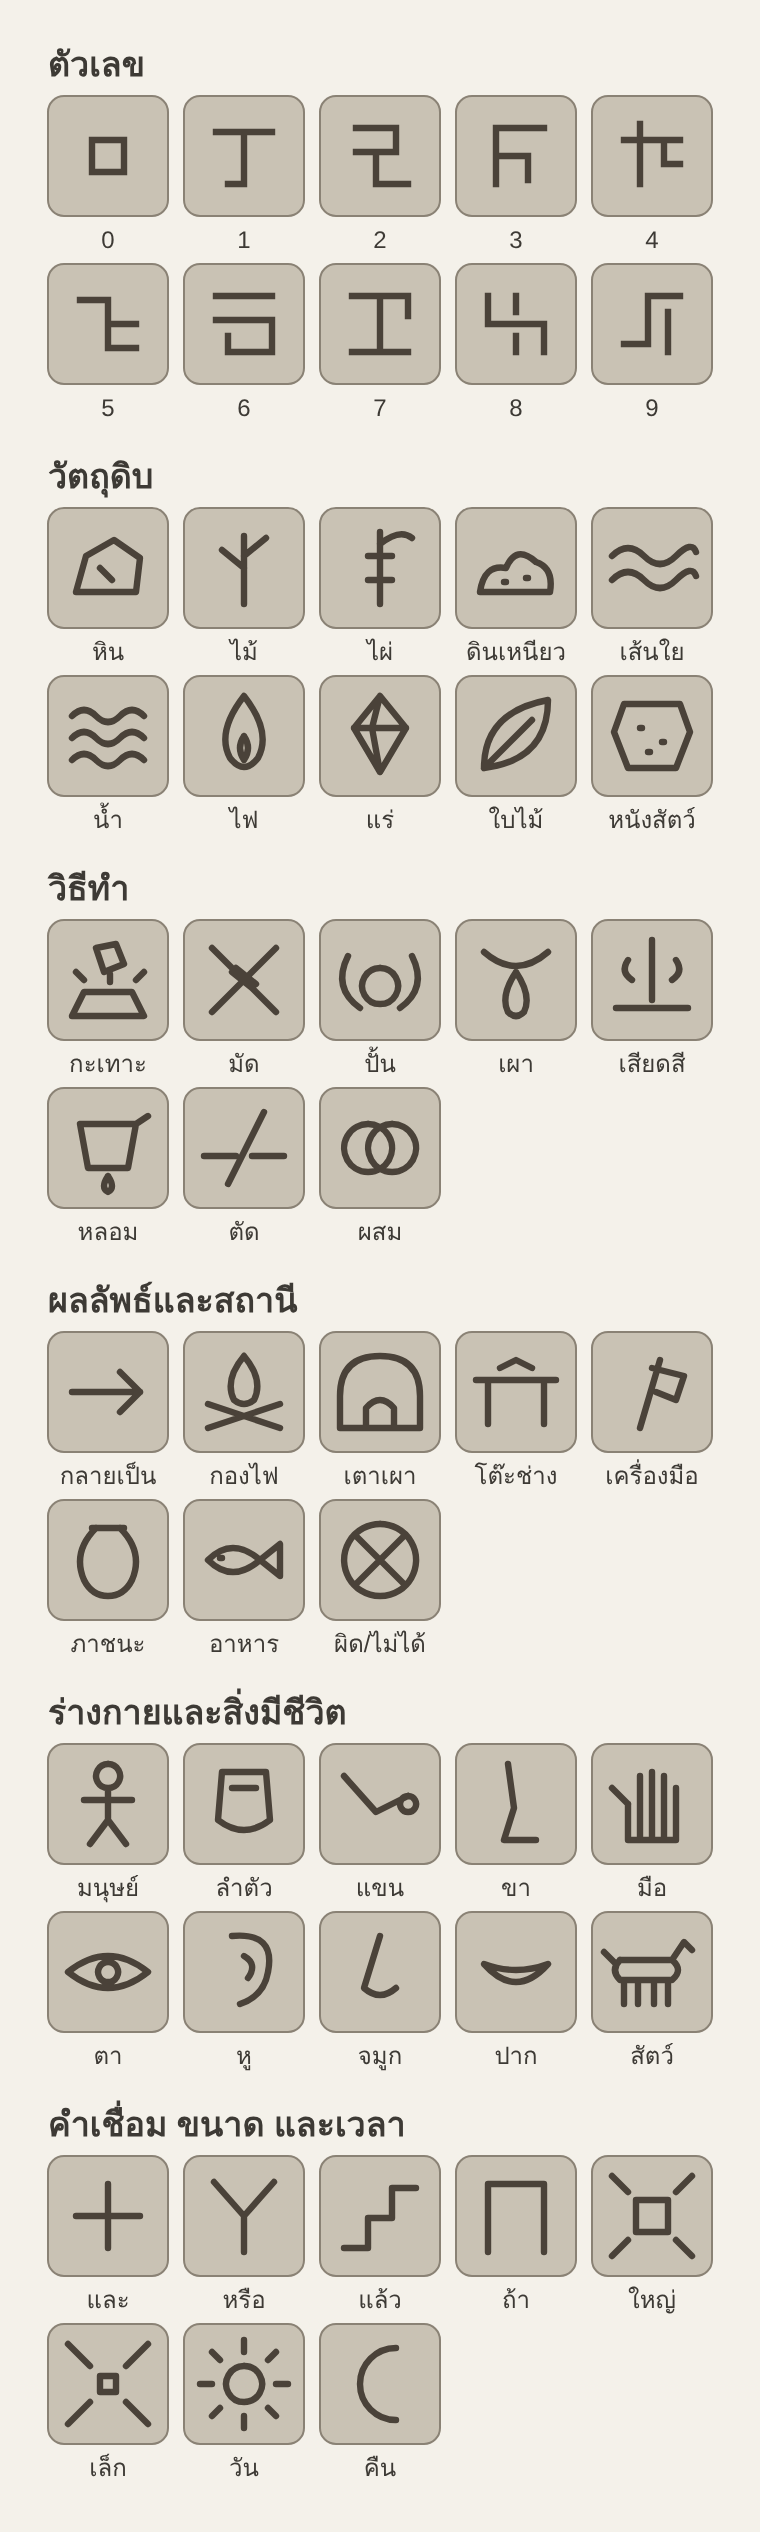 ตัวเลข
0 1 2 3 4
5 6 7 8 9
วัตถุดิบ
หิน ไม้ ไผ่ ดินเหนียว เส้นใย
น้ำ ไฟ แร่ ใบไม้ หนังสัตว์
วิธีทำ
กะเทาะ มัด ปั้น เผา เสียดสี
หลอม ตัด ผสม
ผลลัพธ์และสถานี
กลายเป็น กองไฟ เตาเผา โต๊ะช่าง เครื่องมือ
ภาชนะ อาหาร ผิด/ไม่ได้
ร่างกายและสิ่งมีชีวิต
มนุษย์ ลำตัว แขน ขา มือ
ตา หู จมูก ปาก สัตว์
คำเชื่อม ขนาด และเวลา
และ หรือ แล้ว ถ้า ใหญ่
เล็ก วัน คืน